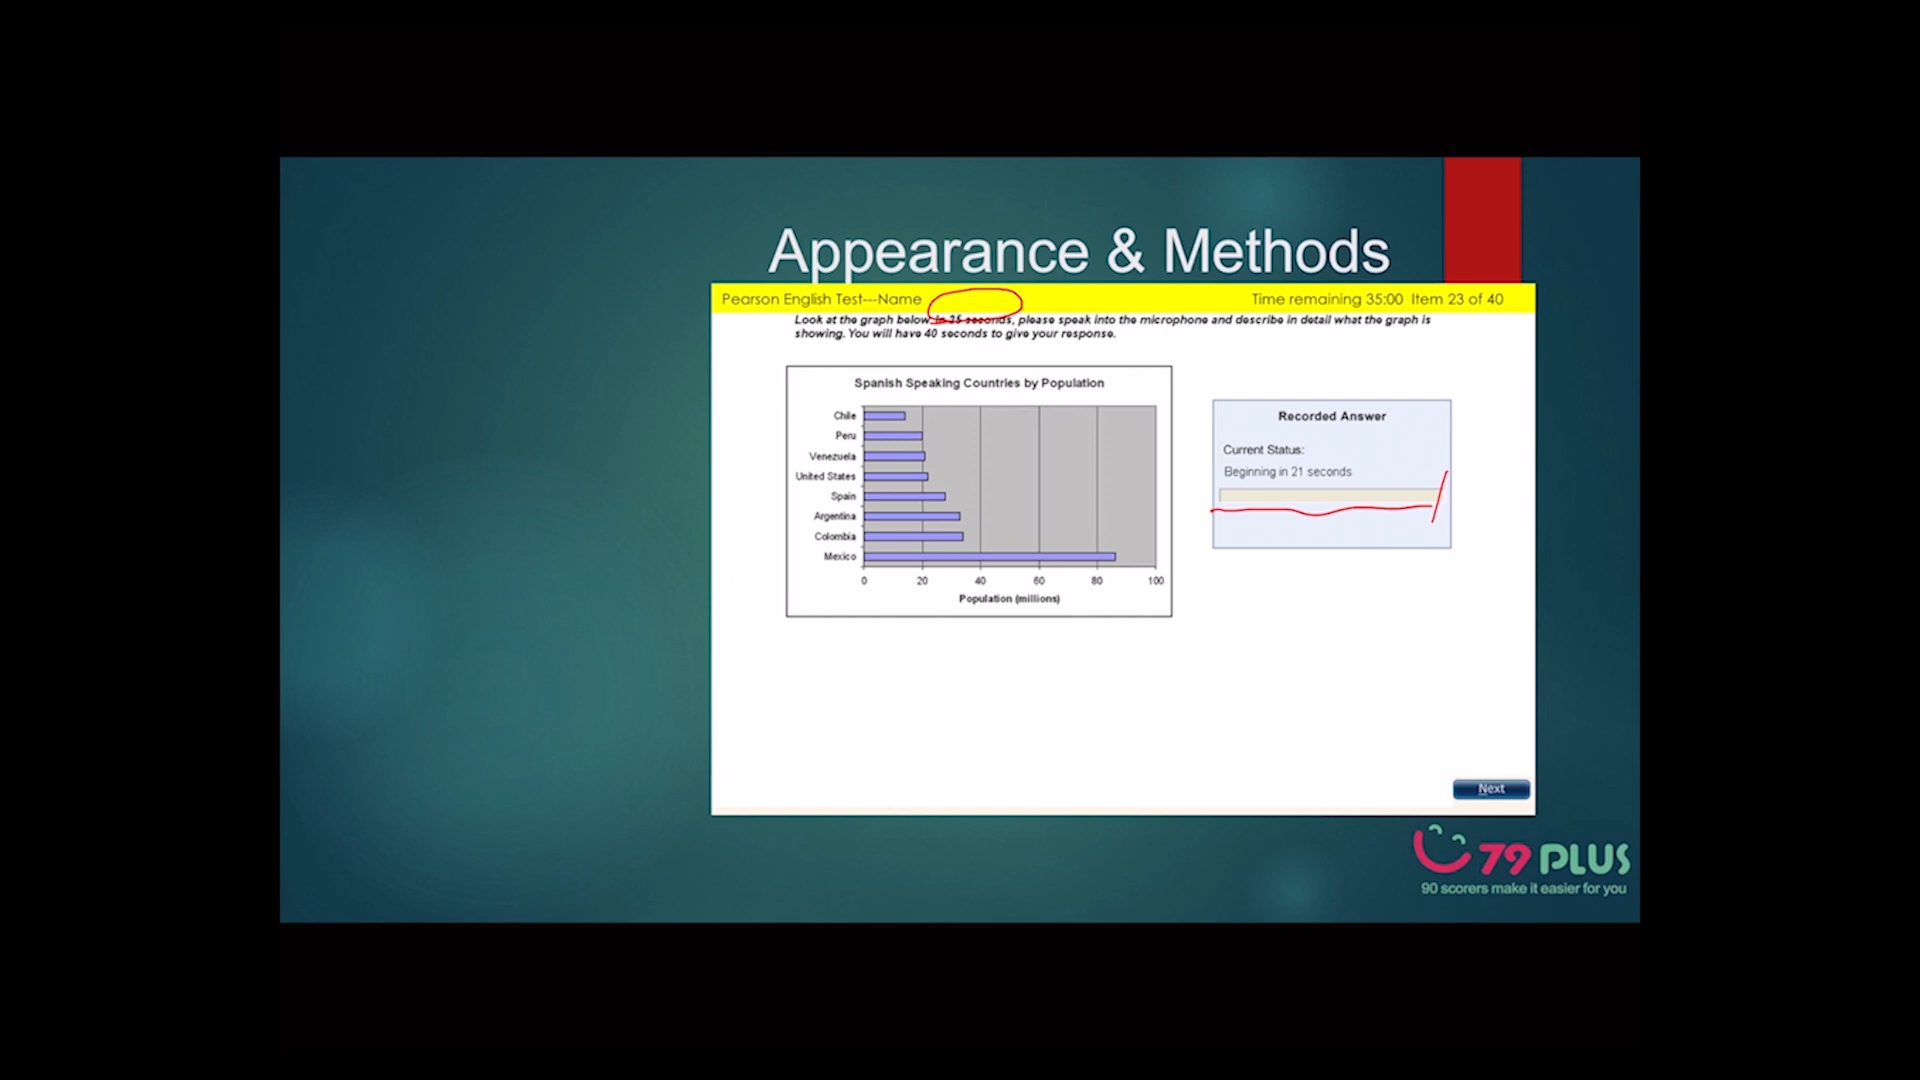 Appearance & Methods
Pearson English Test---Name
Time remaining 35:00 Item 23 of 40
Look at the graph below. in 25 seconds, please speak into the microphone and describe in detail what the graph is
showing. You will have 40 seconds to give your response.
Spanish Speaking Countries by Population
Chile
Peru
Venezuela
United States
Spain
Argentina
Colombia
Mexico
0 20 40 60 80 100
Population (millions)
Recorded Answer
Current Status:
Beginning in 21 seconds
Next
79 PLUS
90 scorers make it easier for you